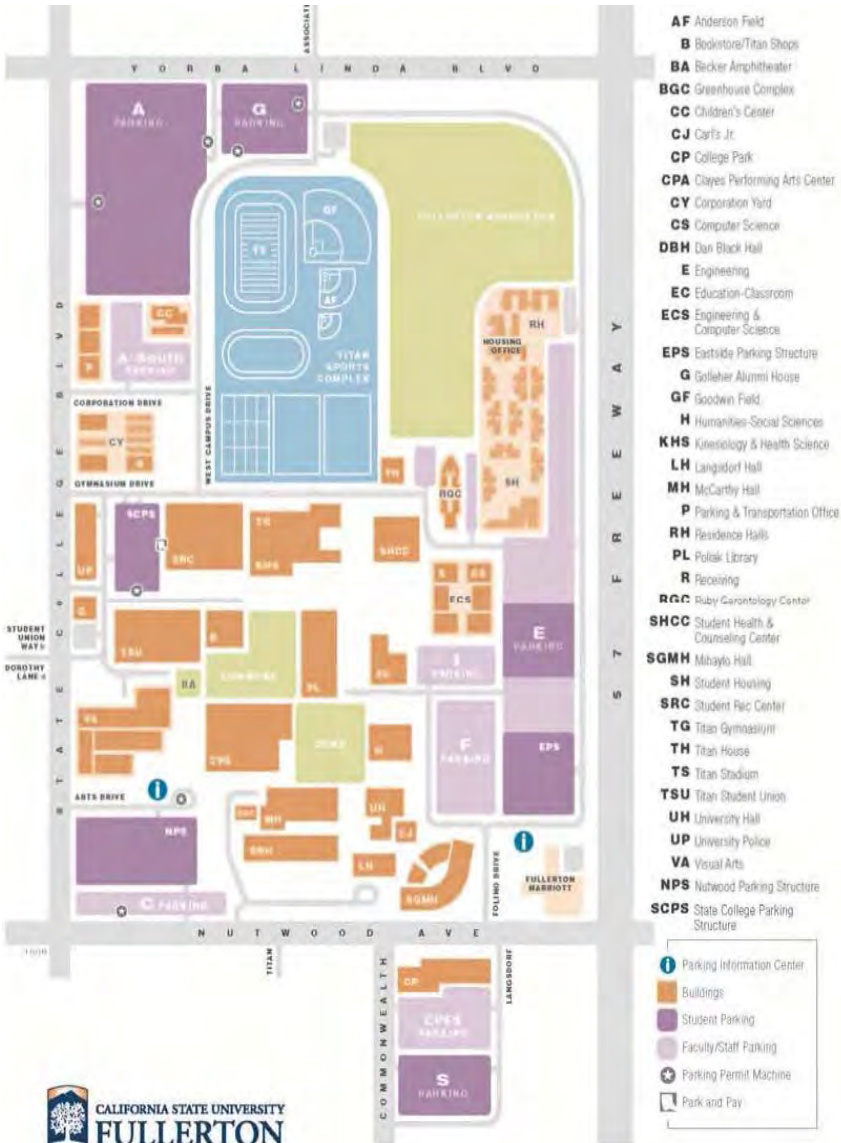 ASSOCIATI
YORBA LINDA BLVD
A
PARKING
G
PARKING
GF
TS
AF
FULLERTON ARBORETUM
TITAN
SPORTS
COMPLEX
CC
A-South
PARKING
P
RH
HOUSING
OFFICE
CORPORATION DRIVE
CY
R
GYMNASIUM DRIVE
WEST CAMPUS DRIVE
STATE COLLEGE BLVD
57 FREEWAY
TH
RGC
SH
SCPS
UP
SRC
TG
KHS
SHCC
E
CS
ECS
G
STUDENT
UNION
WAY
DOROTHY
LANE
TSU
B
BA
PL
EC
E
PARKING
I
PARKING
VA
CPA
QUAD
H
F
PARKING
EPS
ARTS DRIVE
NPS
MH
DBH
UH
CJ
LH
SGMH
FOLINO DRIVE
FULLERTON
MARRIOTT
C PARKING
NUTWOOD AVE
TITAN
COMMONWEALTH
LANGSDORF
CP
CPFS
PARKING
S
PARKING
CALIFORNIA STATE UNIVERSITY
FULLERTON
AF Anderson Field
B Bookstore/Titan Shops
BA Becker Amphitheater
BGC Greenhouse Complex
CC Children's Center
CJ Carl's Jr.
CP College Park
CPA Clayes Performing Arts Center
CY Corporation Yard
CS Computer Science
DBH Dan Black Hall
E Engineering
EC Education-Classroom
ECS Engineering &
Computer Science
EPS Eastside Parking Structure
G Golleher Alumni House
GF Goodwin Field
H Humanities-Social Sciences
KHS Kinesiology & Health Science
LH Langsdorf Hall
MH McCarthy Hall
P Parking & Transportation Office
RH Residence Halls
PL Pollak Library
R Receiving
RGC Ruby Gerontology Center
SHCC Student Health &
Counseling Center
SGMH Mihaylo Hall
SH Student Housing
SRC Student Rec Center
TG Titan Gymnasium
TH Titan House
TS Titan Stadium
TSU Titan Student Union
UH University Hall
UP University Police
VA Visual Arts
NPS Nutwood Parking Structure
SCPS State College Parking
Structure
Parking Information Center
Buildings
Student Parking
Faculty/Staff Parking
Parking Permit Machine
Park and Pay